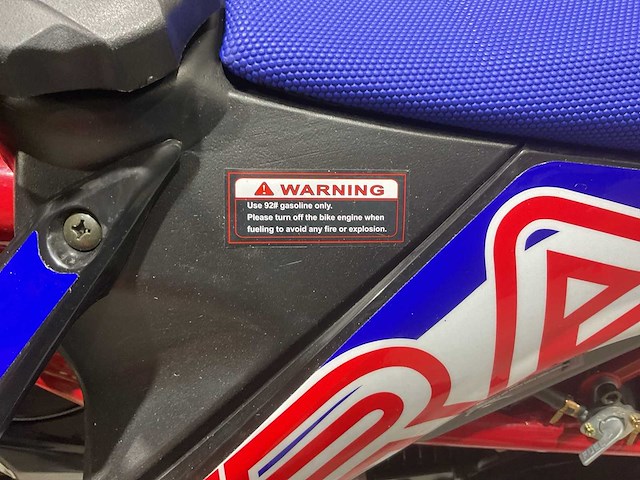 WARNING
Use 92# gasoline only.
Please turn off the bike engine when
fueling to avoid any fire or explosion.